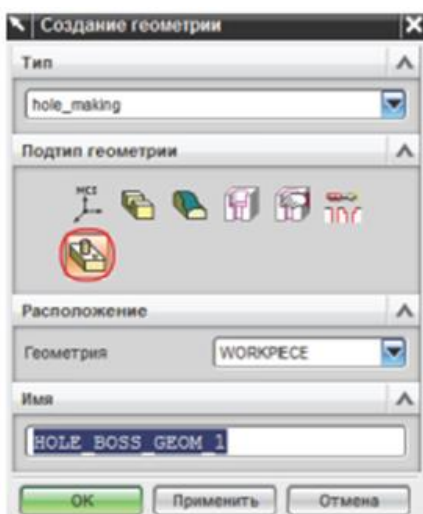 Создание геометрии
Тип
hole_making
Подтип геометрии
MCS
Расположение
Геометрия WORKPIECE
Имя
HOLE_BOSS_GEOM_1
OK Применить Отмена